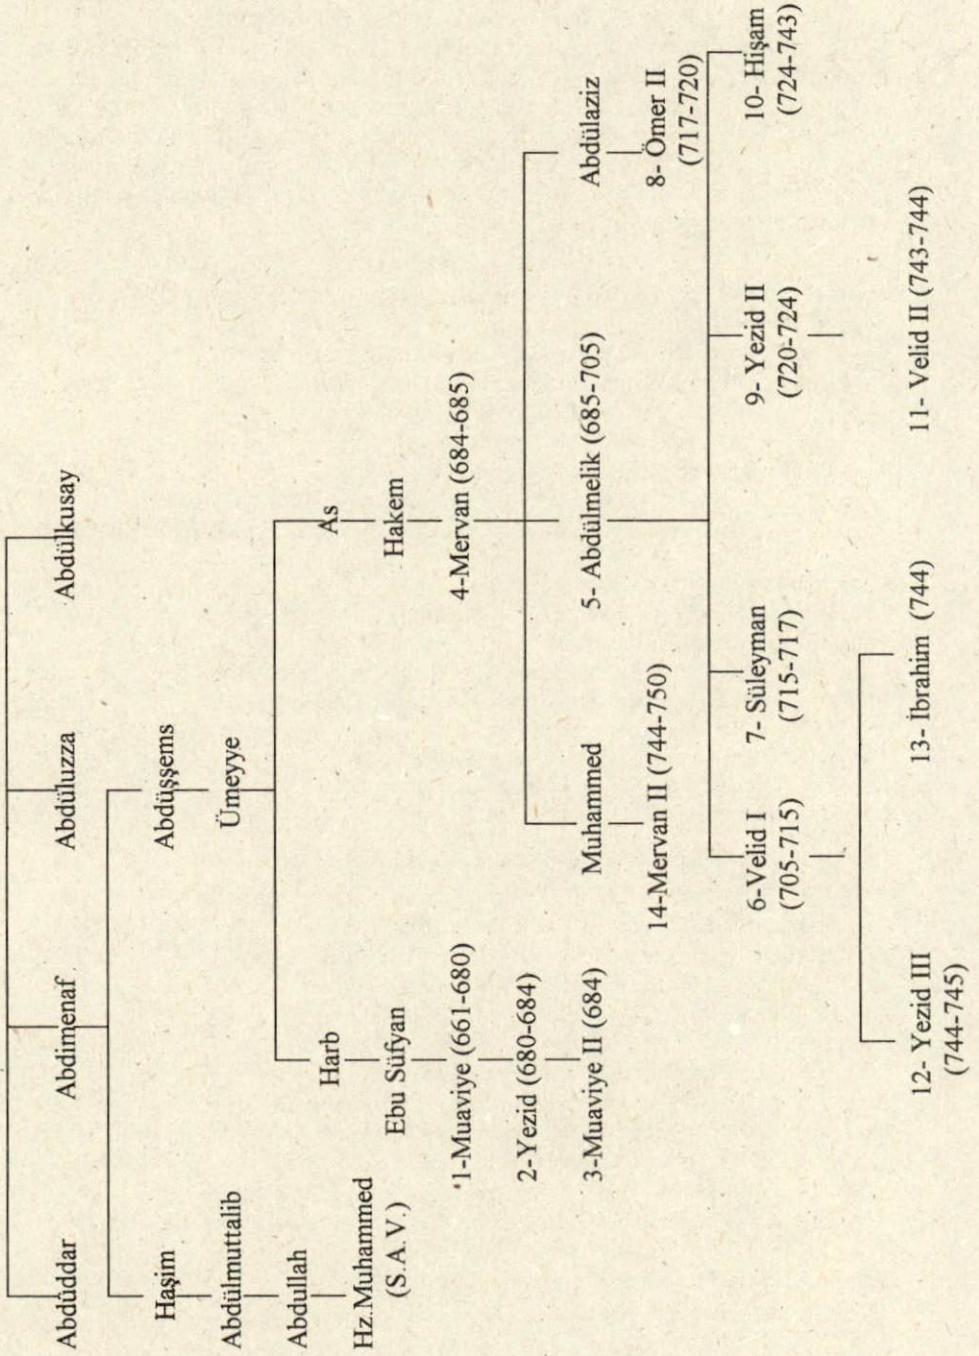 Abdüddar
Abdimenaf
Abdüluzza
Abdülkusay
Haşim
Abdüşşems
Abdülmuttalib
Ümeyye
Abdullah
Harb
As
Hz.Muhammed
(S.A.V.)
Ebu Süfyan
Hakem
1-Muaviye (661-680)
4-Mervan (684-685)
2-Yezid (680-684)
3-Muaviye II (684)
Muhammed
5- Abdülmelik (685-705)
Abdülaziz
14-Mervan II (744-750)
8- Ömer II
(717-720)
6-Velid I
(705-715)
7- Süleyman
(715-717)
9- Yezid II
(720-724)
10- Hişam
(724-743)
12- Yezid III
(744-745)
13- İbrahim (744)
11- Velid II (743-744)